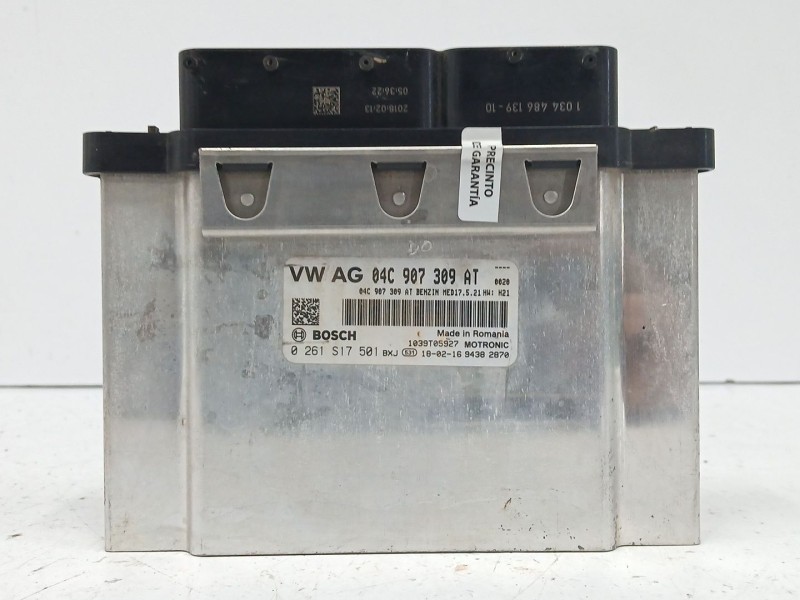 05:36:22
2018-02-13
1 034 486 139 - 10
PRECINTO
DE GARANTÍA
DO
VW AG 04C 907 309 AT
----
0020
04C 907 309 AT BENZIN MED17.5.21 HW: H21
BOSCH
Made in Romania
1039T05927 MOTRONIC
0 261 S17 501 BXJ 531 18-02-16 9438 2870